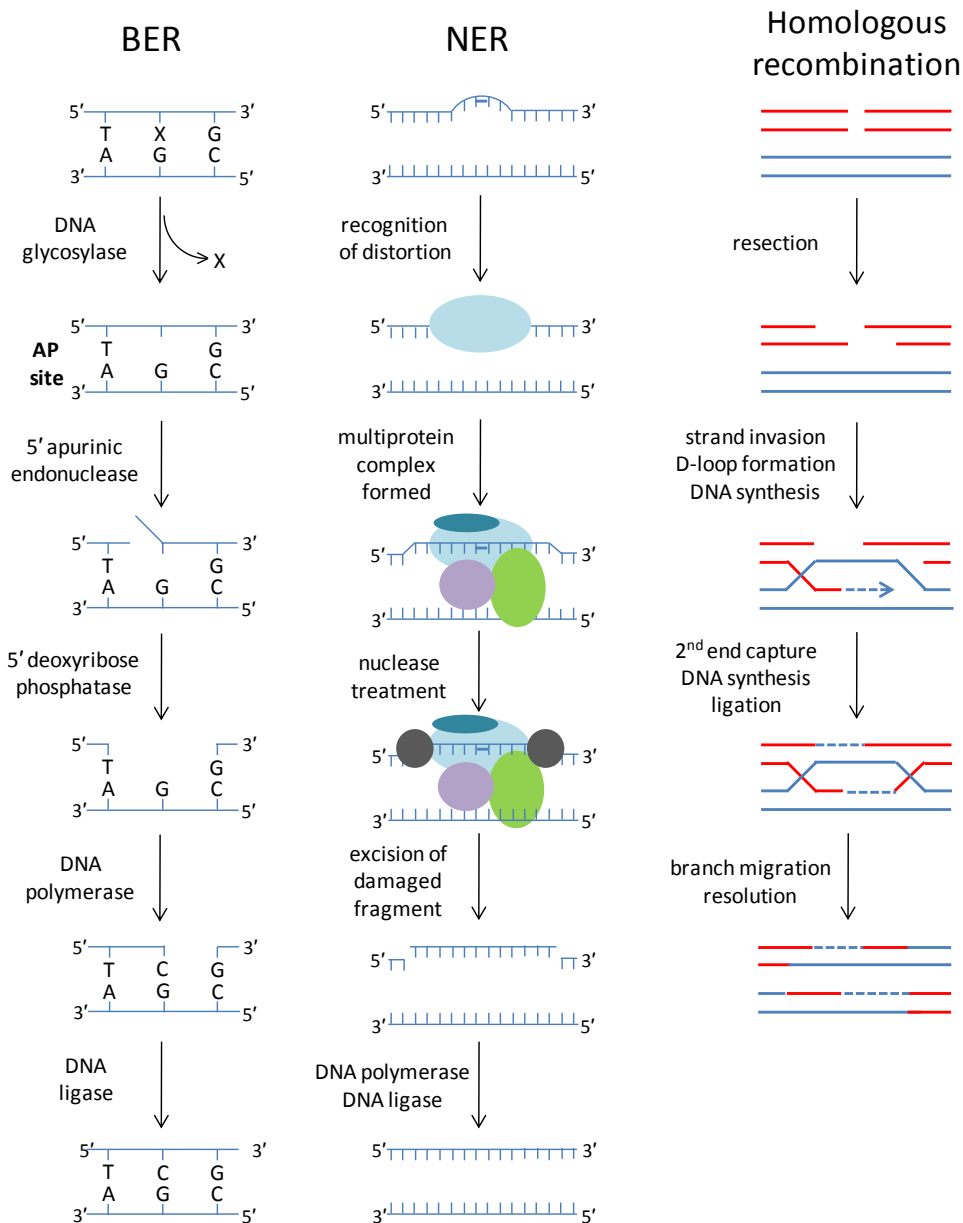 BER
5′ 3′
T X G
A G C
3′ 5′
DNA
glycosylase
X
5′ 3′
AP
site
T G
A G C
3′ 5′
5′ apurinic
endonuclease
5′ 3′
T G
A G C
3′ 5′
5′ deoxyribose
phosphatase
5′ 3′
T G
A G C
3′ 5′
DNA
polymerase
5′ 3′
T C G
A G C
3′ 5′
DNA
ligase
5′ 3′
T C G
A G C
3′ 5′
NER
5′ 3′
3′ 5′
recognition
of distortion
5′ 3′
3′ 5′
multiprotein
complex
formed
5′ 3′
3′ 5′
nuclease
treatment
5′ 3′
3′ 5′
excision of
damaged
fragment
5′ 3′
3′ 5′
DNA polymerase
DNA ligase
5′ 3′
3′ 5′
Homologous
recombination
resection
strand invasion
D-loop formation
DNA synthesis
2nd end capture
DNA synthesis
ligation
branch migration
resolution